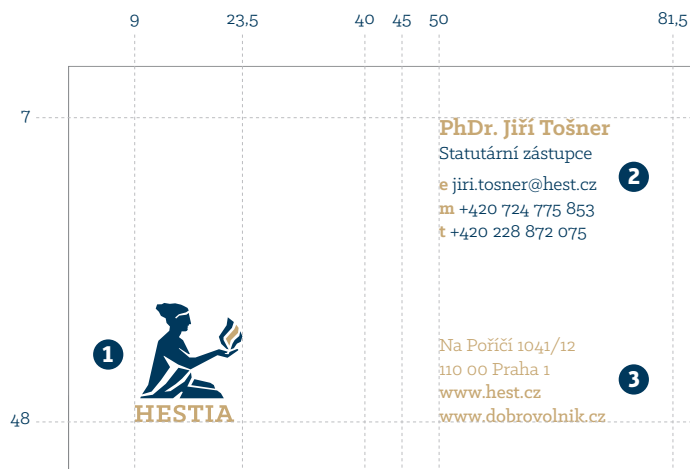 9 23,5 40 45 50 81,5
7
PhDr. Jiří Tošner
Statutární zástupce
e jiri.tosner@hest.cz
m +420 724 775 853
t +420 228 872 075
2
1
HESTIA
Na Poříčí 1041/12
110 00 Praha 1
www.hest.cz
www.dobrovolnik.cz
3
48